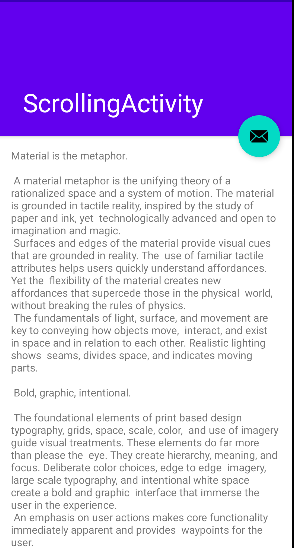 ScrollingActivity
Material is the metaphor.
A material metaphor is the unifying theory of a
rationalized space and a system of motion. The material
is grounded in tactile reality, inspired by the study of
paper and ink, yet  technologically advanced and open to
imagination and magic.
Surfaces and edges of the material provide visual cues
that are grounded in reality. The  use of familiar tactile
attributes helps users quickly understand affordances.
Yet the  flexibility of the material creates new
affordances that supercede those in the physical  world,
without breaking the rules of physics.
The fundamentals of light, surface, and movement are
key to conveying how objects move,  interact, and exist
in space and in relation to each other. Realistic lighting
shows  seams, divides space, and indicates moving
parts.
Bold, graphic, intentional.
The foundational elements of print based design
typography, grids, space, scale, color,  and use of imagery
guide visual treatments. These elements do far more
than please the  eye. They create hierarchy, meaning, and
focus. Deliberate color choices, edge to edge  imagery,
large scale typography, and intentional white space
create a bold and graphic  interface that immerse the
user in the experience.
An emphasis on user actions makes core functionality
immediately apparent and provides  waypoints for the
user.